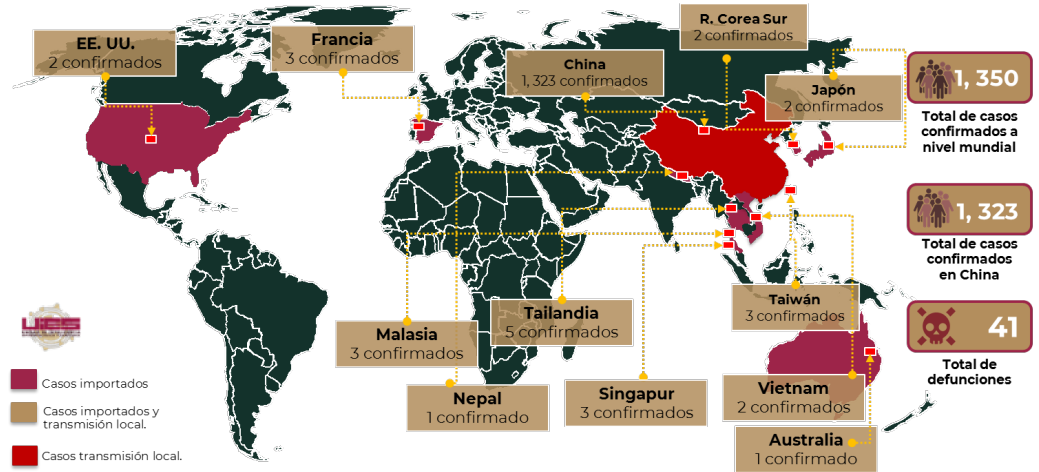 EE. UU.
2 confirmados
Francia
3 confirmados
China
1,323 confirmados
R. Corea Sur
2 confirmados
Japón
2 confirmados
1, 350
Total de casos
confirmados a
nivel mundial
1, 323
Total de casos
confirmados
en China
41
Total de
defunciones
Taiwán
3 confirmados
Tailandia
5 confirmados
Malasia
3 confirmados
Nepal
1 confirmado
Singapur
3 confirmados
Vietnam
2 confirmados
Australia
1 confirmado
Casos importados
Casos importados y
transmisión local.
Casos transmisión local.